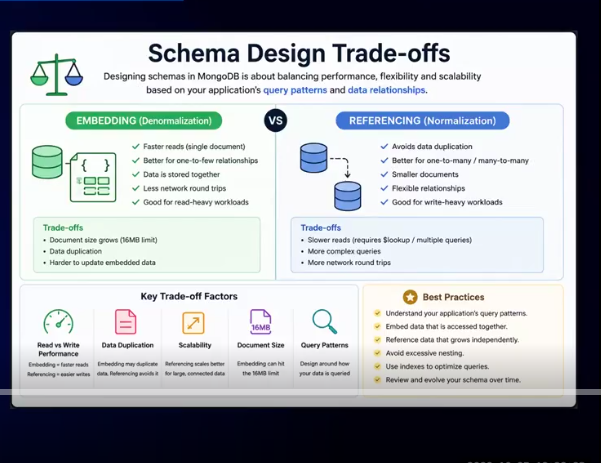 Schema Design Trade-offs
Designing schemas in MongoDB is about balancing performance, flexibility and scalability
based on your application's query patterns and data relationships.
EMBEDDING (Denormalization)
Faster reads (single document)
Better for one-to-few relationships
Data is stored together
Less network round trips
Good for read-heavy workloads
Trade-offs
• Document size grows (16MB limit)
• Data duplication
• Harder to update embedded data
VS
REFERENCING (Normalization)
Avoids data duplication
Better for one-to-many / many-to-many
Smaller documents
Flexible relationships
Good for write-heavy workloads
Trade-offs:
• Slower reads (requires $lookup / multiple queries)
• More complex queries
• More network round trips
Key Trade-off Factors
Read vs Write
Performance
Embedding = faster reads
Referencing = easier writes
Data Duplication
Embedding may duplicate
data, Referencing avoids it
Scalability
Referencing scales better
for large, connected data
16MB
Document Size
Embedding can hit
the 16MB limit
Query Patterns
Design around how
your data is queried
Best Practices
Understand your application's query patterns.
Embed data that is accessed together.
Reference data that grows independently.
Avoid excessive nesting.
Use indexes to optimize queries.
Review and evolve your schema over time.